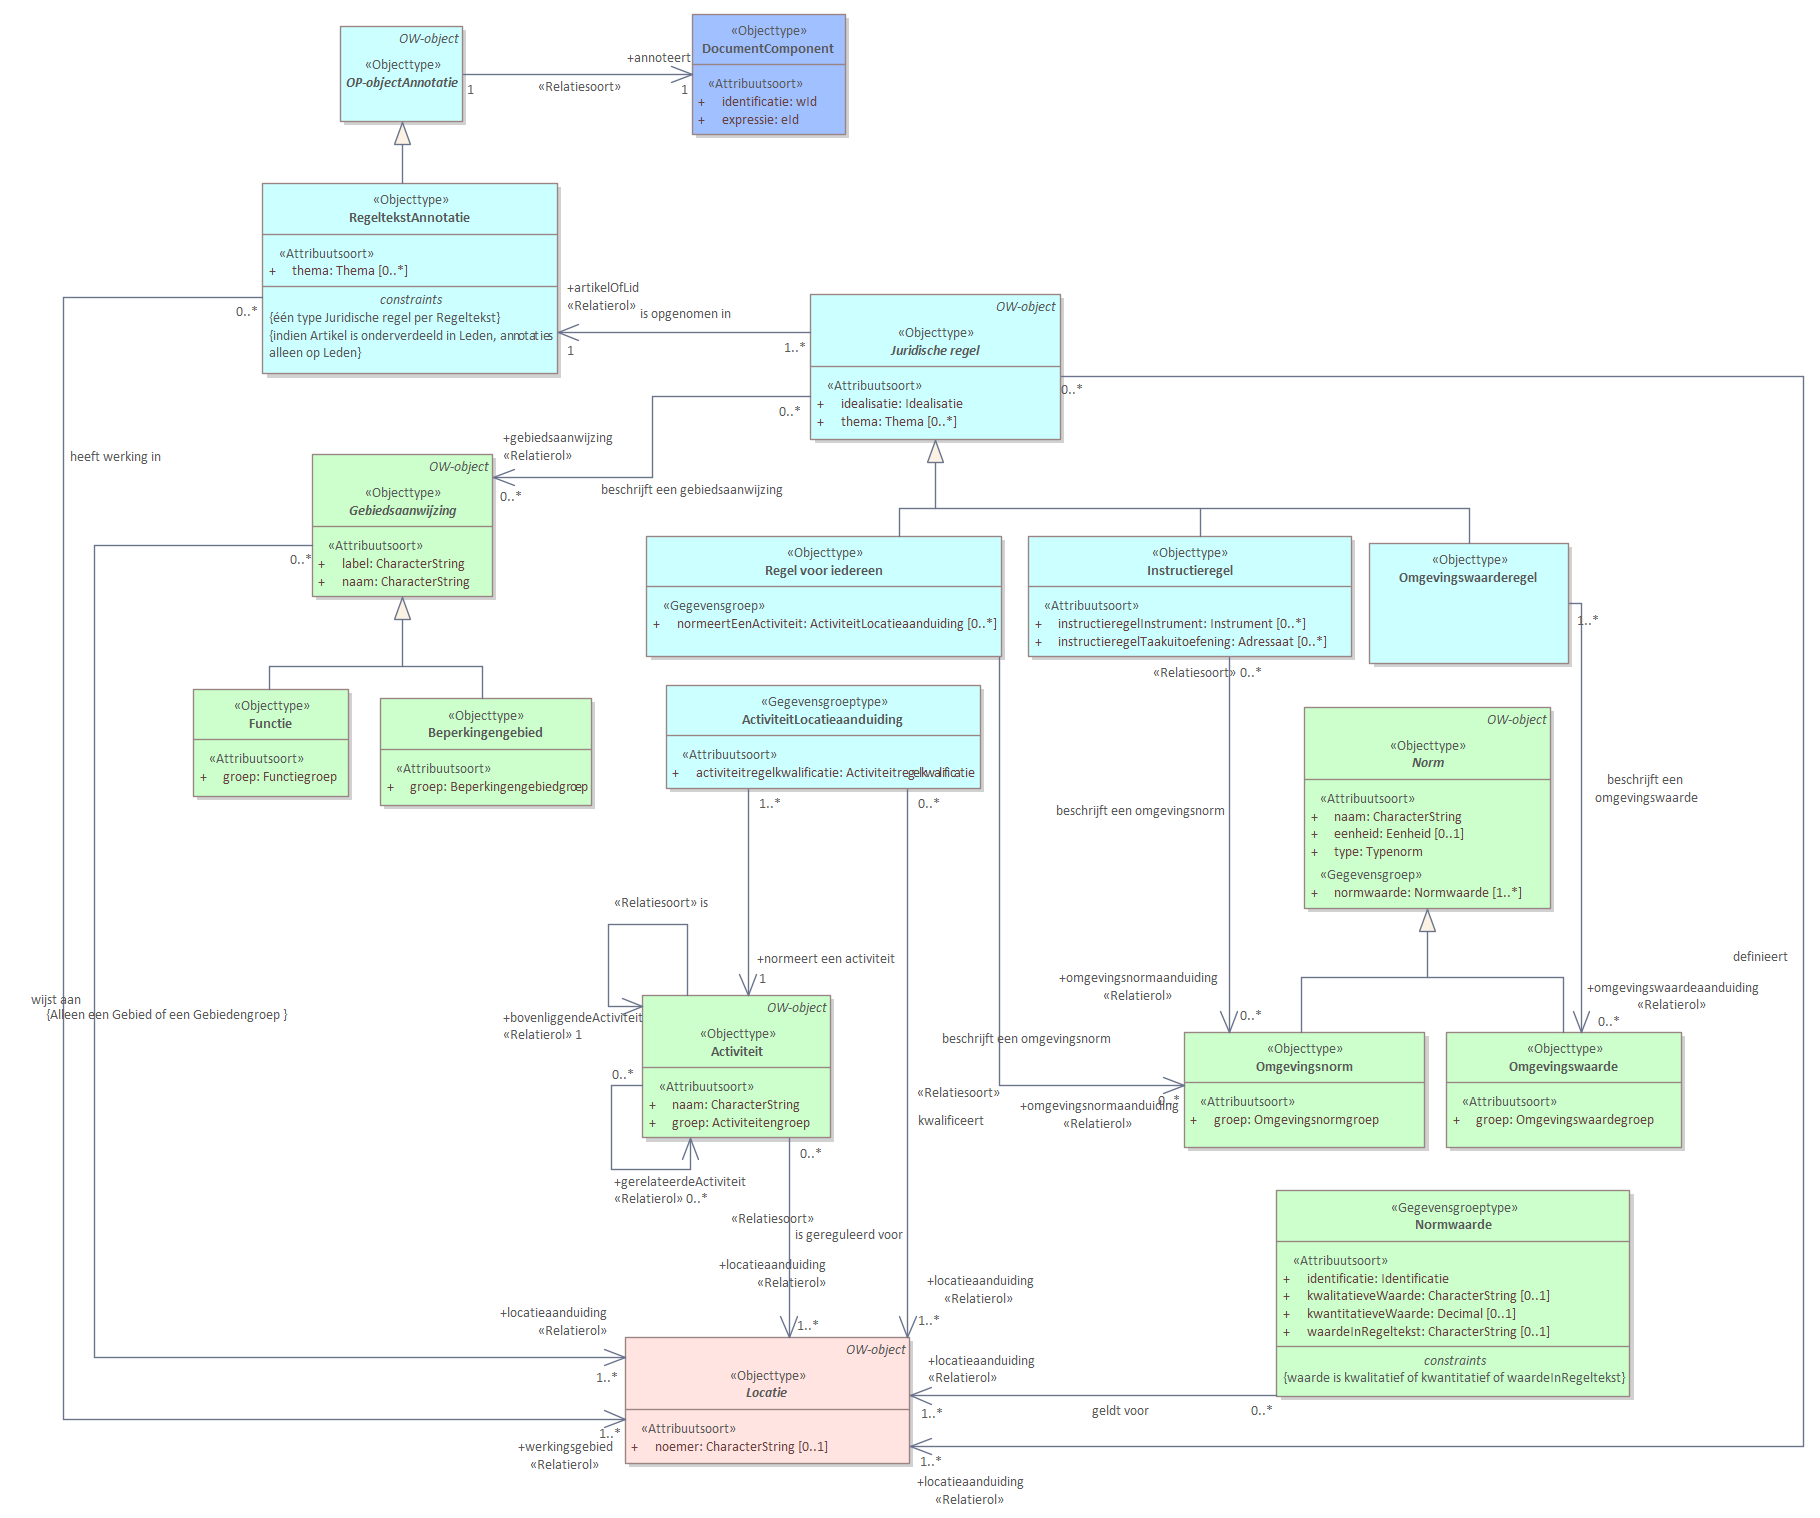 OW-object
«Objecttype»
OP-objectAnnotatie
«Objecttype»
DocumentComponent
«Attribuutsoort»
+ identificatie: wId
+ expressie: eId
+annoteert
1
«Relatiesoort»
1
«Objecttype»
RegeltekstAnnotatie
«Attribuutsoort»
+ thema: Thema [0..*]
constraints
{één type Juridische regel per Regeltekst}
{indien Artikel is onderverdeeld in Leden, annotaties
alleen op Leden}
0..*
+artikelOfLid
«Relatierol»
is opgenomen in
1
1..*
OW-object
«Objecttype»
Juridische regel
«Attribuutsoort»
+ idealisatie: Idealisatie
+ thema: Thema [0..*]
0..*
0..*
+gebiedsaanwijzing
«Relatierol»
0..*
beschrijft een gebiedsaanwijzing
heeft werking in
OW-object
«Objecttype»
Gebiedsaanwijzing
«Attribuutsoort»
+ label: CharacterString
+ naam: CharacterString
0..*
«Objecttype»
Regel voor iedereen
«Gegevensgroep»
+ normeertEenActiviteit: ActiviteitLocatieaanduiding [0..*]
«Objecttype»
Instructieregel
«Attribuutsoort»
+ instructieregelInstrument: Instrument [0..*]
+ instructieregelTaakuitoefening: Adressaat [0..*]
«Objecttype»
Omgevingswaarderegel
1..*
«Relatiesoort» 0..*
«Objecttype»
Functie
«Attribuutsoort»
+ groep: Functiegroep
«Objecttype»
Beperkingengebied
«Attribuutsoort»
+ groep: Beperkingengebiedgroep
«Gegevensgroeptype»
ActiviteitLocatieaanduiding
«Attribuutsoort»
+ activiteitregelkwalificatie: Activiteitregelkwalificatie
1..*
0..*
OW-object
«Objecttype»
Norm
«Attribuutsoort»
+ naam: CharacterString
+ eenheid: Eenheid [0..1]
+ type: Typenorm
«Gegevensgroep»
+ normwaarde: Normwaarde [1..*]
beschrijft een
omgevingswaarde
beschrijft een omgevingsnorm
«Relatiesoort» is
+normeert een activiteit
1
definieert
+omgevingsnormaanduiding
«Relatierol»
0..*
+omgevingswaardeaanduiding
«Relatierol»
0..*
wijst aan
{Alleen een Gebied of een Gebiedengroep }
+bovenliggendeActiviteit
«Relatierol» 1
OW-object
«Objecttype»
Activiteit
«Attribuutsoort»
+ naam: CharacterString
+ groep: Activiteitengroep
0..*
beschrijft een omgevingsnorm
«Objecttype»
Omgevingsnorm
«Attribuutsoort»
+ groep: Omgevingsnormgroep
«Objecttype»
Omgevingswaarde
«Attribuutsoort»
+ groep: Omgevingswaardegroep
«Relatiesoort»
kwalificeert
0..*
+omgevingsnormaanduiding
«Relatierol»
0..*
+gerelateerdeActiviteit
«Relatierol» 0..*
«Relatiesoort»
is gereguleerd voor
+locatieaanduiding
«Relatierol»
1..*
+locatieaanduiding
«Relatierol»
1..*
«Gegevensgroeptype»
Normwaarde
«Attribuutsoort»
+ identificatie: Identificatie
+ kwalitatieveWaarde: CharacterString [0..1]
+ kwantitatieveWaarde: Decimal [0..1]
+ waardeInRegeltekst: CharacterString [0..1]
constraints
{waarde is kwalitatief of kwantitatief of waardeInRegeltekst}
+locatieaanduiding
«Relatierol»
1..*
OW-object
«Objecttype»
Locatie
«Attribuutsoort»
+ noemer: CharacterString [0..1]
+locatieaanduiding
«Relatierol»
1..*
geldt voor
0..*
1..*
+werkingsgebied
«Relatierol»
1..*
+locatieaanduiding
«Relatierol»